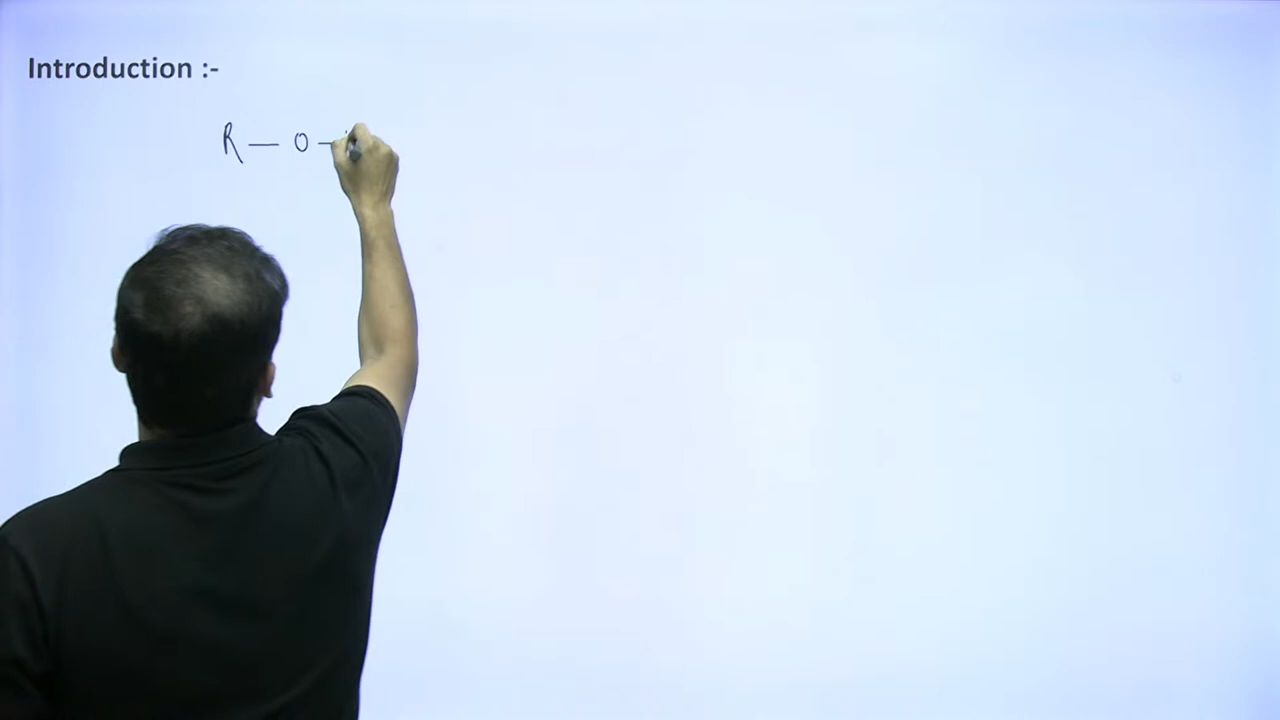 Introduction :-
R — O —